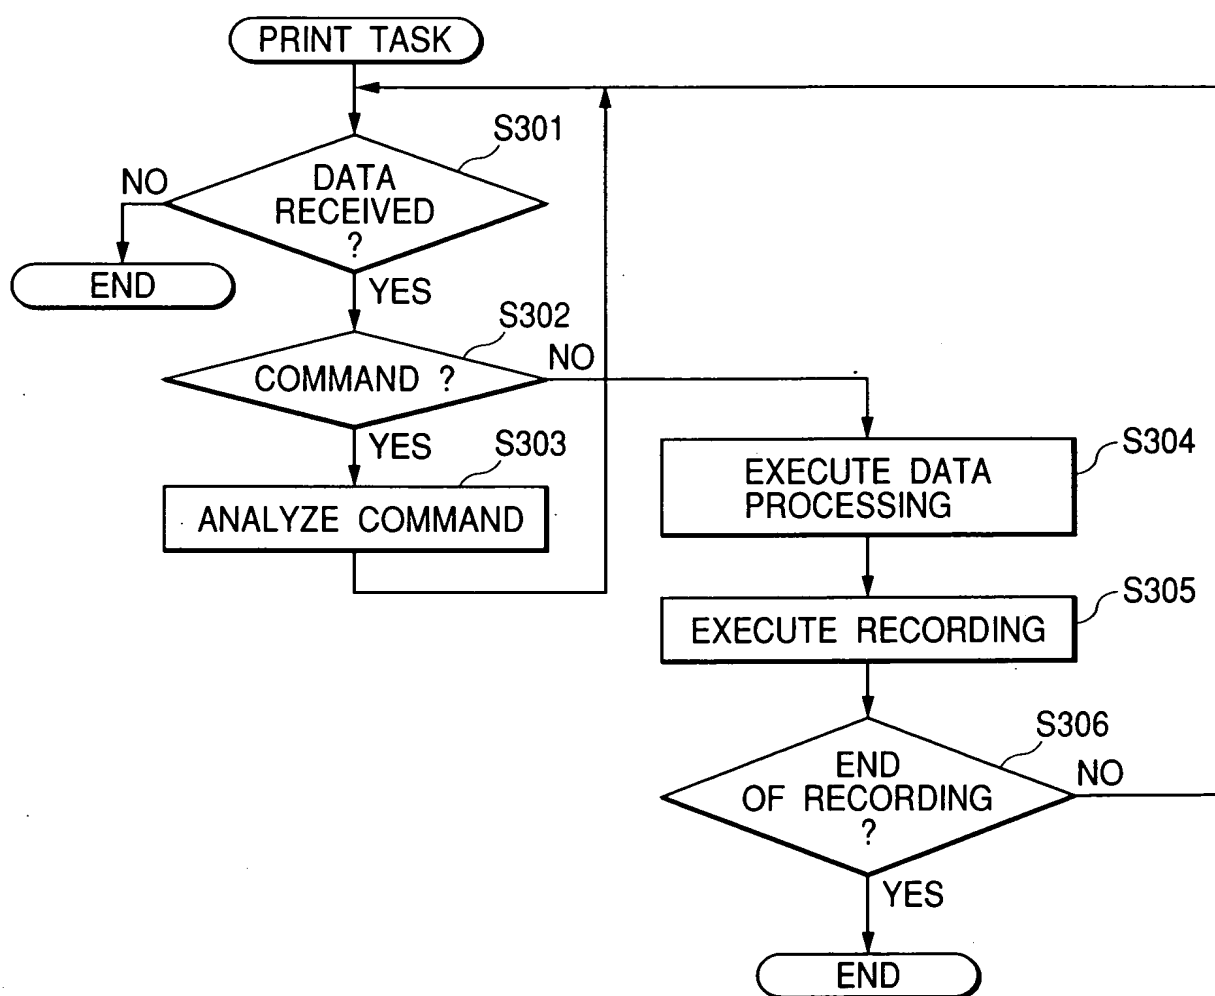 PRINT TASK
S301
DATA
RECEIVED
?
NO
END
YES
S302
COMMAND ?
NO
YES
S303
ANALYZE COMMAND
S304
EXECUTE DATA
PROCESSING
S305
EXECUTE RECORDING
S306
END
OF RECORDING
?
NO
YES
END